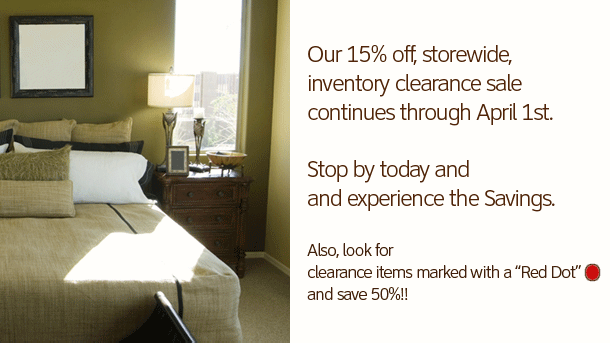 Our 15% off, storewide,
inventory clearance sale
continues through April 1st.
Stop by today and
and experience the Savings.
Also, look for
clearance items marked with a “Red Dot”
and save 50%!!